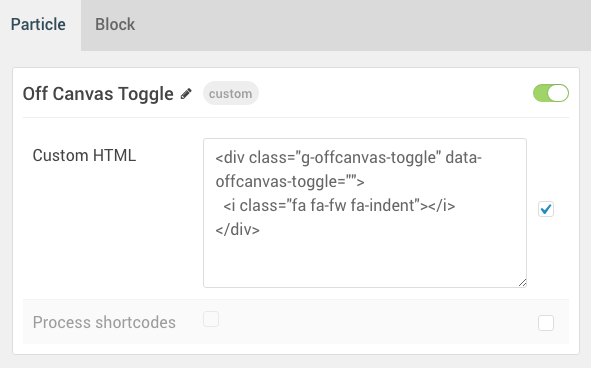 Particle Block
Off Canvas Toggle custom
Custom HTML
<div class="g-offcanvas-toggle" data-
offcanvas-toggle="">
  <i class="fa fa-fw fa-indent"></i>
</div>
Process shortcodes